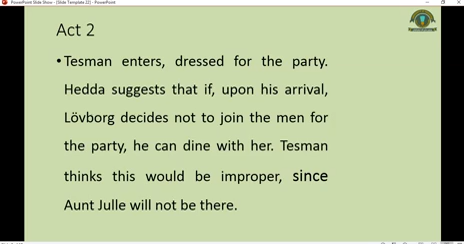 PowerPoint Slide Show - [Slide Template 22] - PowerPoint
Act 2
• Tesman enters, dressed for the party.
Hedda suggests that if, upon his arrival,
Lövborg decides not to join the men for
the party, he can dine with her. Tesman
thinks this would be improper, since
Aunt Julle will not be there.